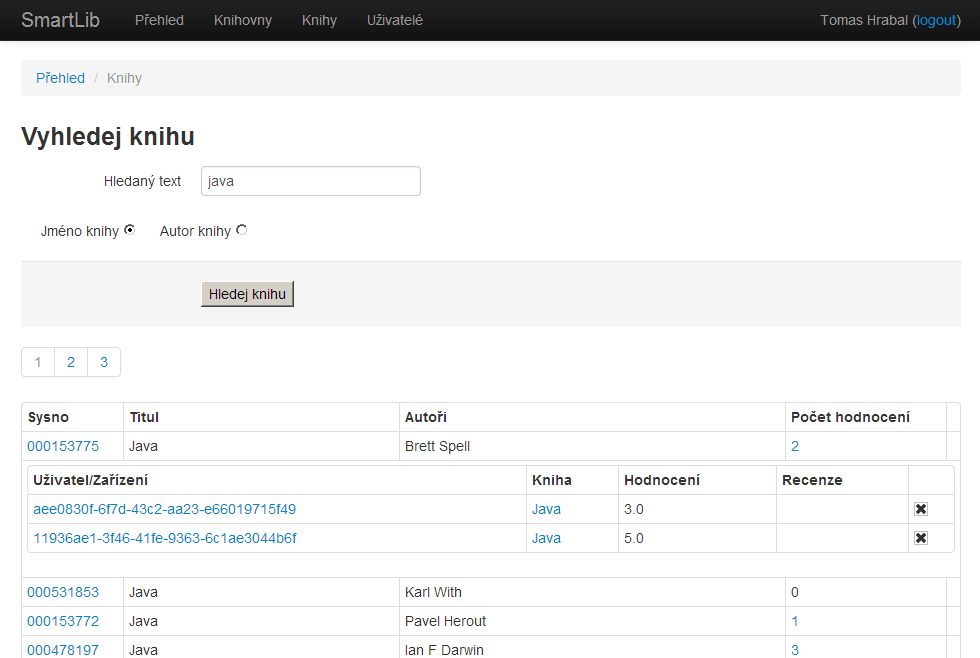 SmartLib Přehled Knihovny Knihy Uživatelé Tomas Hrabal (logout)
Přehled / Knihy
Vyhledej knihu
Hledaný text java
Jméno knihy Autor knihy
Hledej knihu
1 2 3
Sysno Titul Autoři Počet hodnocení
000153775 Java Brett Spell 2
Uživatel/Zařízení Kniha Hodnocení Recenze
aee0830f-6f7d-43c2-aa23-e66019715f49 Java 3.0
11936ae1-3f46-41fe-9363-6c1ae3044b6f Java 5.0
000531853 Java Karl With 0
000153772 Java Pavel Herout 1
000478197 Java Ian F Darwin 3